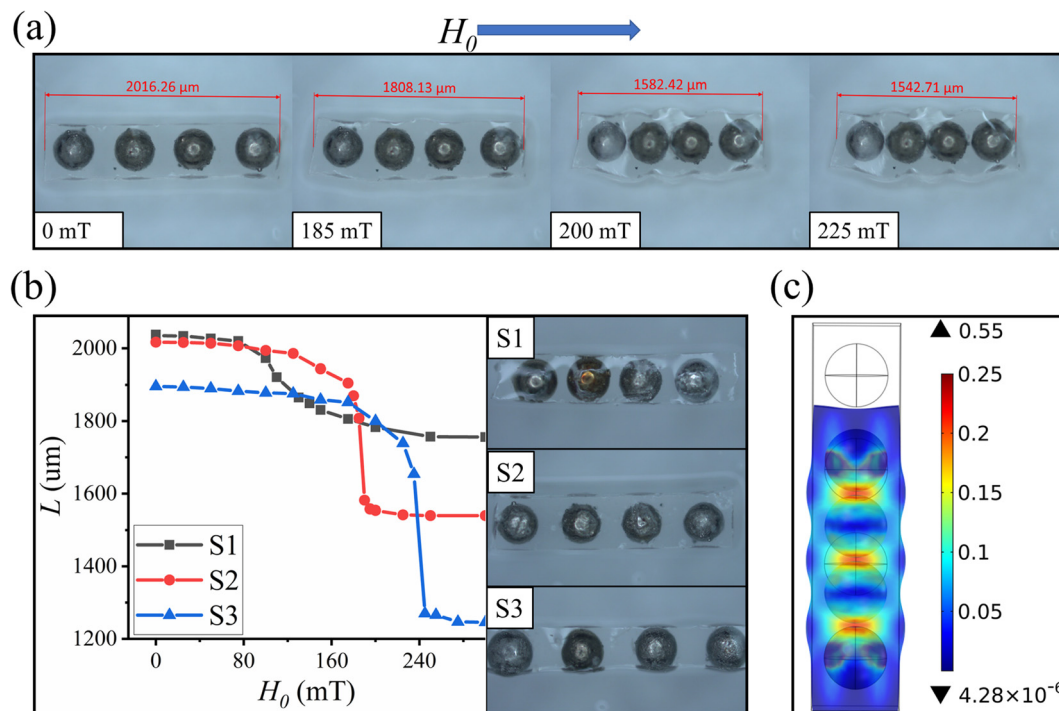 (a)
H0
2016.26 μm
1808.13 μm
1582.42 μm
1542.71 μm
0 mT
185 mT
200 mT
225 mT
(b)
(c)
2000
1800
1600
1400
1200
L (um)
0
80
160
240
H0 (mT)
S1
S2
S3
S1
S2
S3
0.55
0.25
0.2
0.15
0.1
0.05
4.28×10⁻⁶